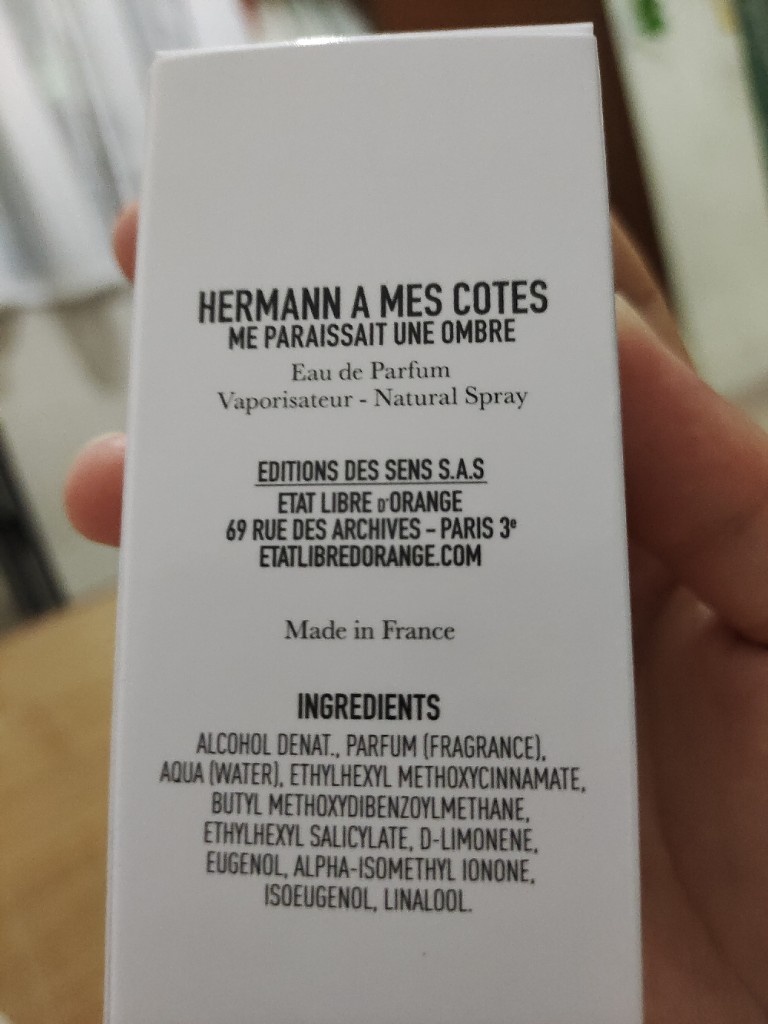 HERMANN A MES COTES
ME PARAISSAIT UNE OMBRE
Eau de Parfum
Vaporisateur - Natural Spray
EDITIONS DES SENS S.A.S
ETAT LIBRE D'ORANGE
69 RUE DES ARCHIVES – PARIS 3e
ETATLIBREDORANGE.COM
Made in France
INGREDIENTS
ALCOHOL DENAT., PARFUM (FRAGRANCE),
AQUA (WATER), ETHYLHEXYL METHOXYCINNAMATE,
BUTYL METHOXYDIBENZOYLMETHANE,
ETHYLHEXYL SALICYLATE, D-LIMONENE,
EUGENOL, ALPHA-ISOMETHYL IONONE,
ISOEUGENOL, LINALOOL.